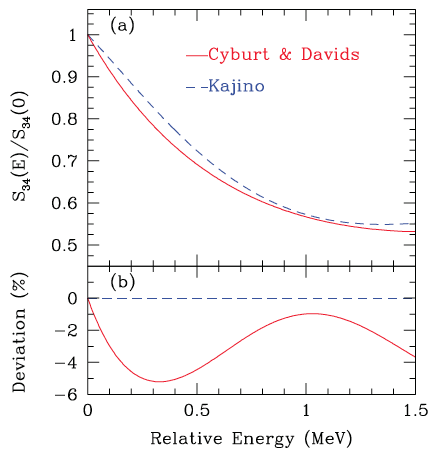 (a)
Cyburt & Davids
Kajino
1
0.9
0.8
0.7
0.6
0.5
S₃₄(E)/S₃₄(0)
(b)
0
−2
−4
−6
Deviation (%)
0
0.5
1
1.5
Relative Energy (MeV)